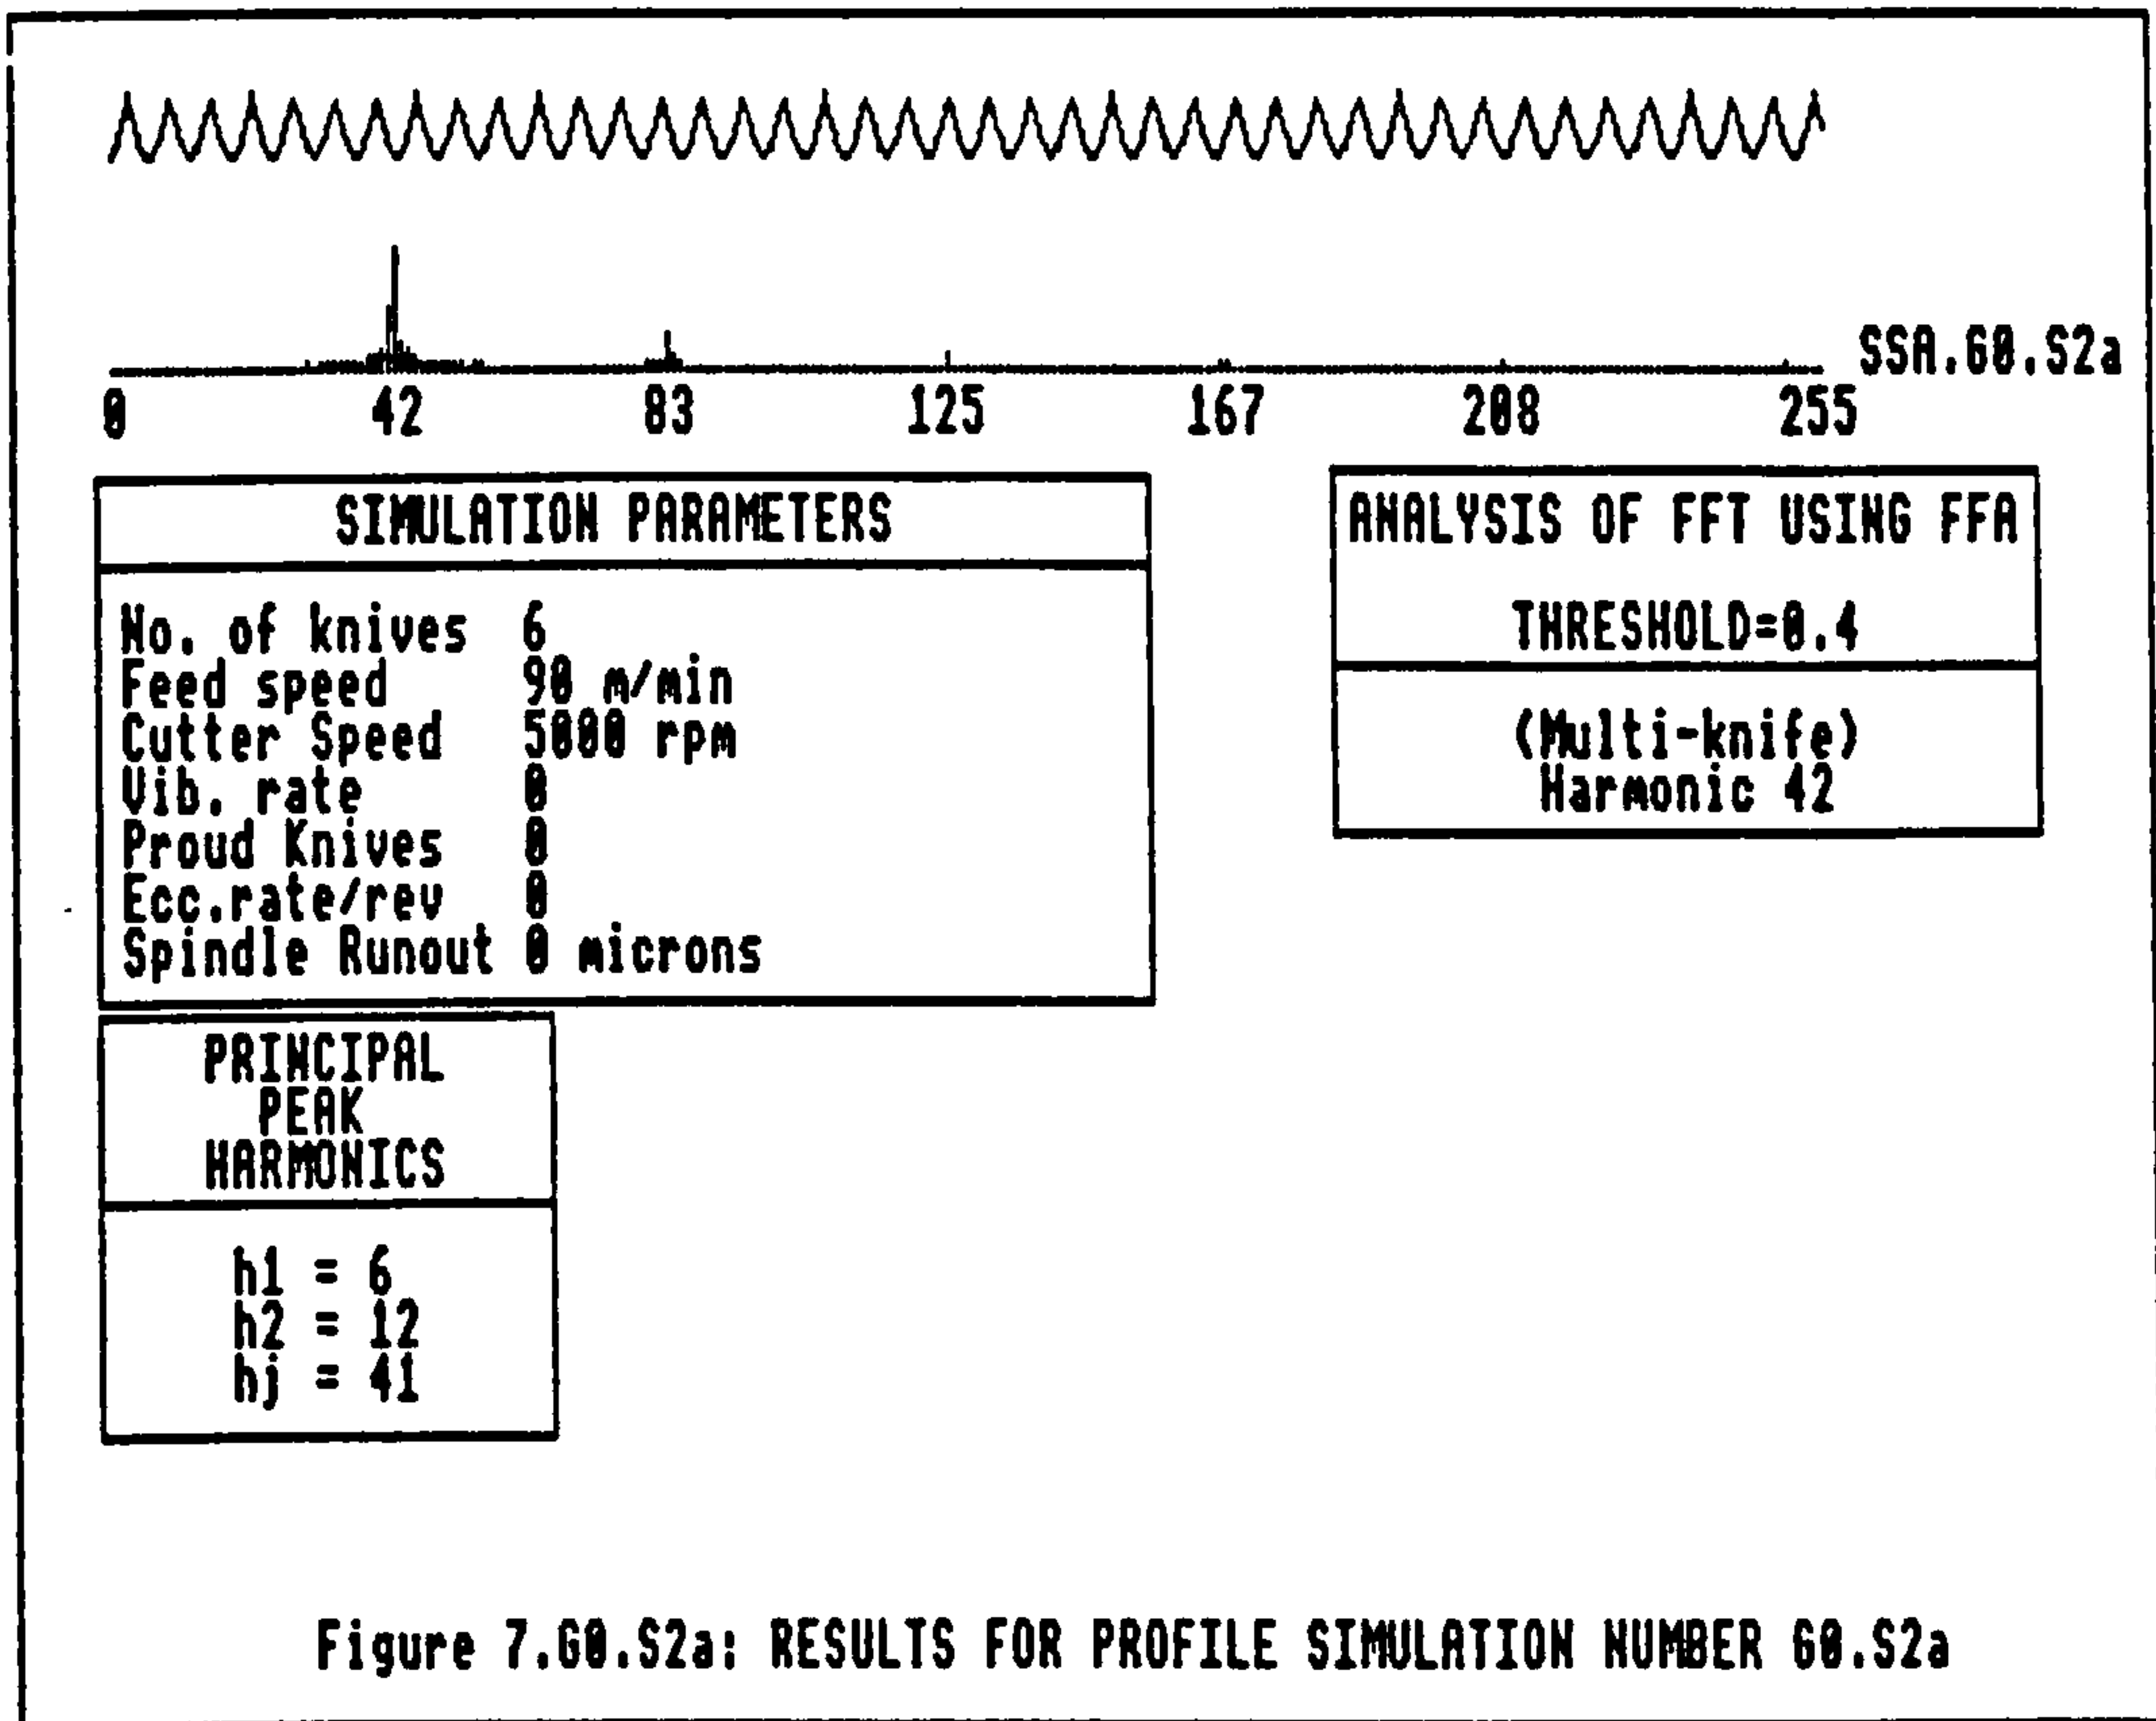 SSA.G0.S2a
0 42 83 125 167 208 255
SIMULATION PARAMETERS
No. of knives 6
Feed speed 90 m/min
Cutter Speed 5000 rpm
Vib. rate 0
Proud Knives 0
Ecc.rate/rev 0
Spindle Runout 0 microns
ANALYSIS OF FFT USING FFA
THRESHOLD=0.4
(Multi-knife)
Harmonic 42
PRINCIPAL
PEAK
HARMONICS
h1 = 6
h2 = 12
hj = 41
Figure 7.G0.S2a: RESULTS FOR PROFILE SIMULATION NUMBER G0.S2a